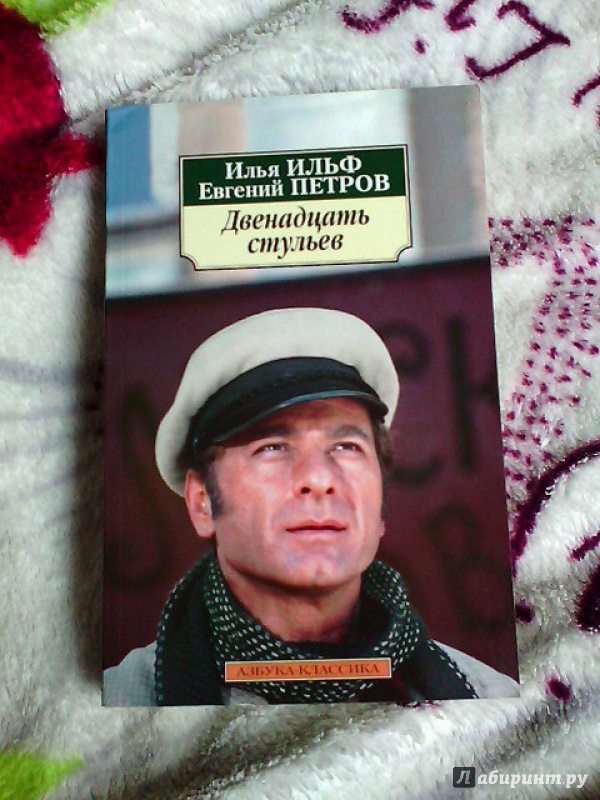 Илья ИЛЬФ
Евгений ПЕТРОВ
Двенадцать
стульев
АЗБУКА-КЛАССИКА
Лабиринт.ру